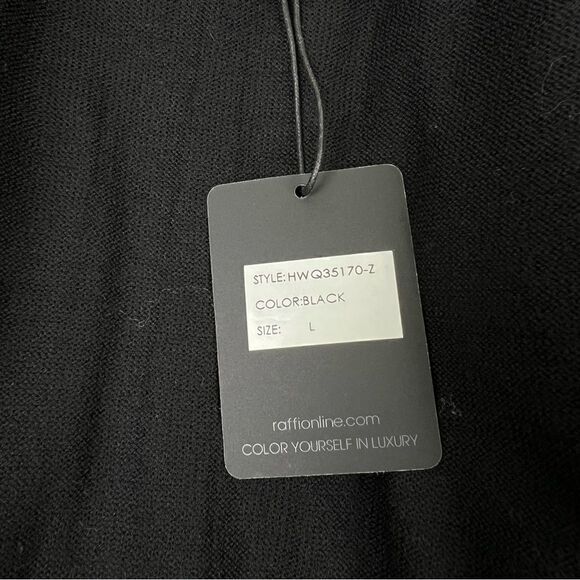 STYLE: HWQ35170-Z
COLOR:BLACK
SIZE: L
raffionline.com
COLOR YOURSELF IN LUXURY